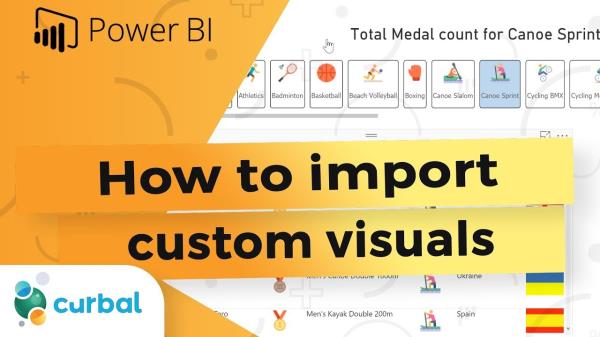 Power BI
Total Medal count for Canoe Sprint
Athletics
Badminton
Basketball
Beach Volleyball
Boxing
Canoe Slalom
Canoe Sprint
Cycling BMX
How to import
custom visuals
Ukraine
Men's Kayak Double 200m
Spain
curbal